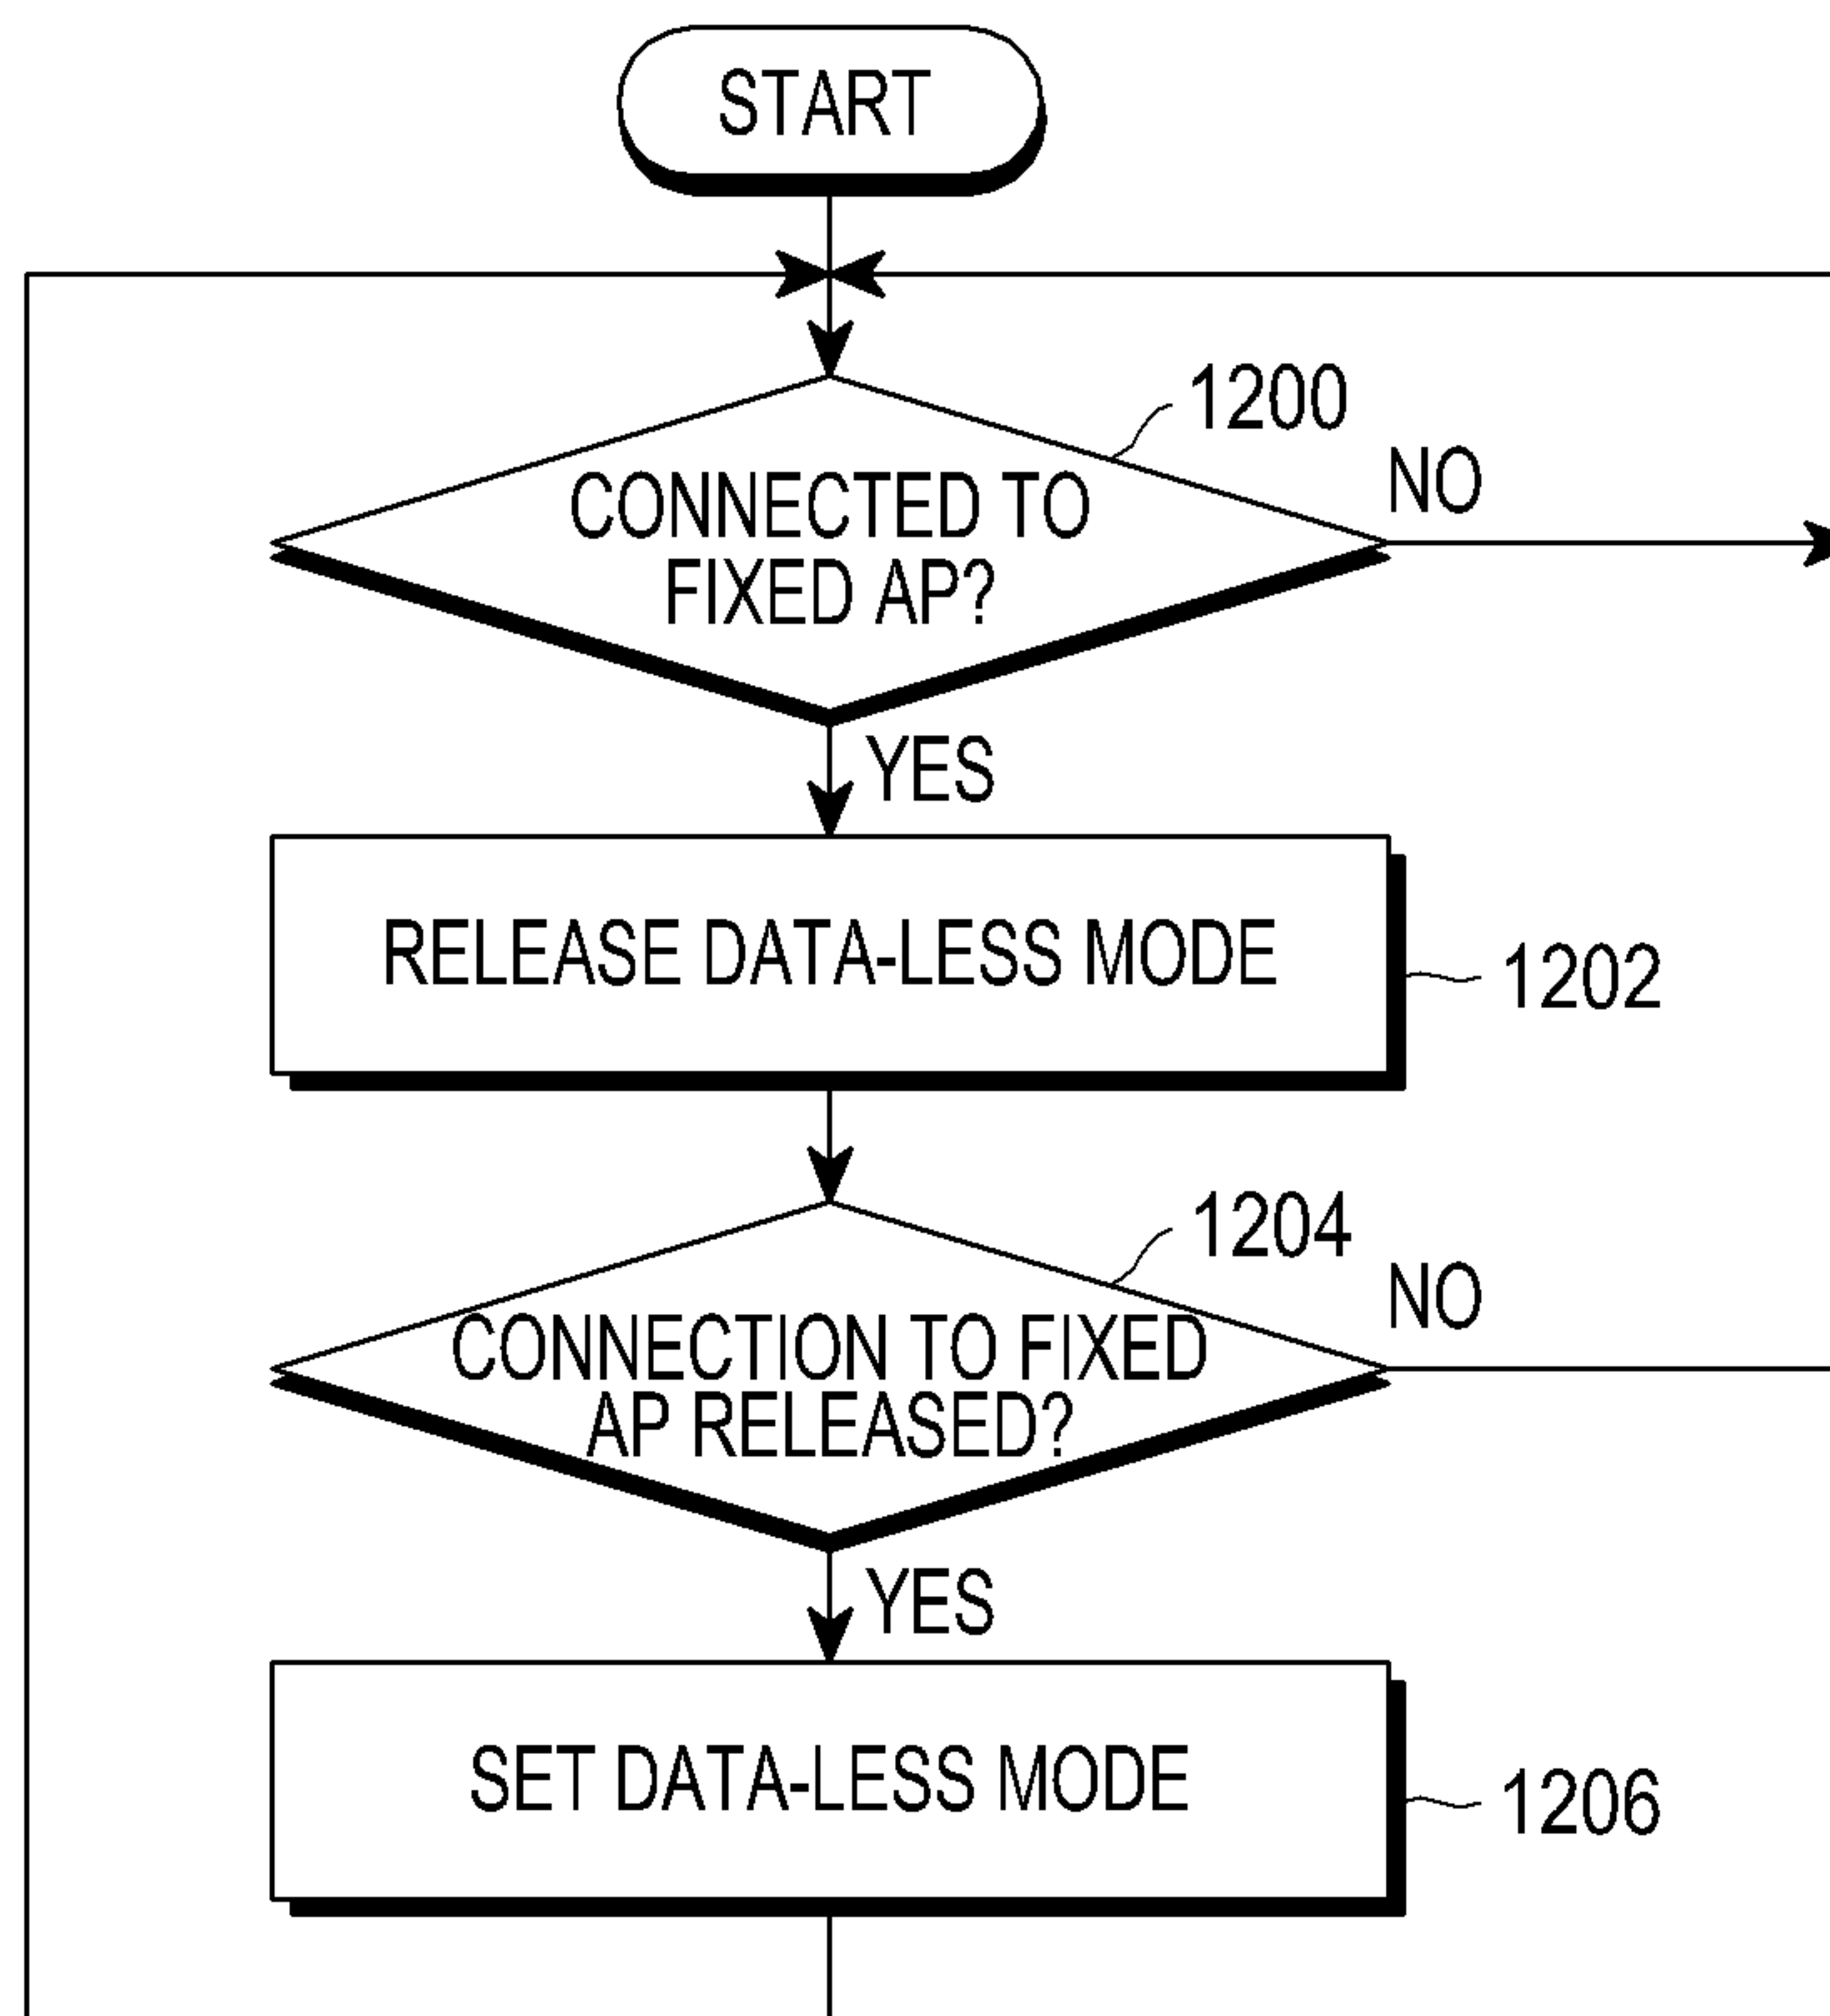 START
1200
NO
CONNECTED TO
FIXED AP?
YES
RELEASE DATA-LESS MODE
1202
1204
NO
CONNECTION TO FIXED
AP RELEASED?
YES
SET DATA-LESS MODE
1206